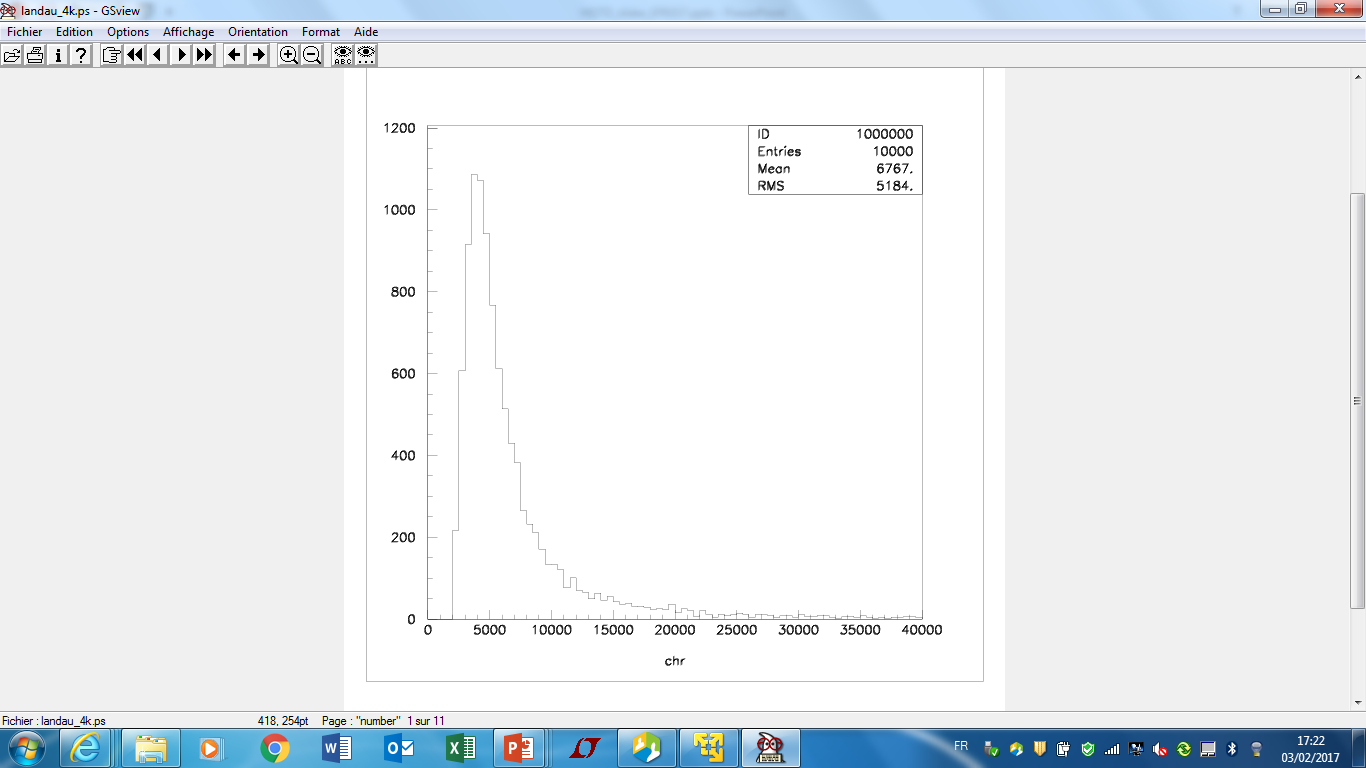 landau_4k.ps - GSview
Fichier Edition Options Affichage Orientation Format Aide
1200
1000
800
600
400
200
0
ID 1000000
Entries 10000
Mean 6767.
RMS 5184.
0 5000 10000 15000 20000 25000 30000 35000 40000
chr
Fichier : landau_4k.ps 418, 254pt Page : "number" 1 sur 11
FR 17:22
03/02/2017